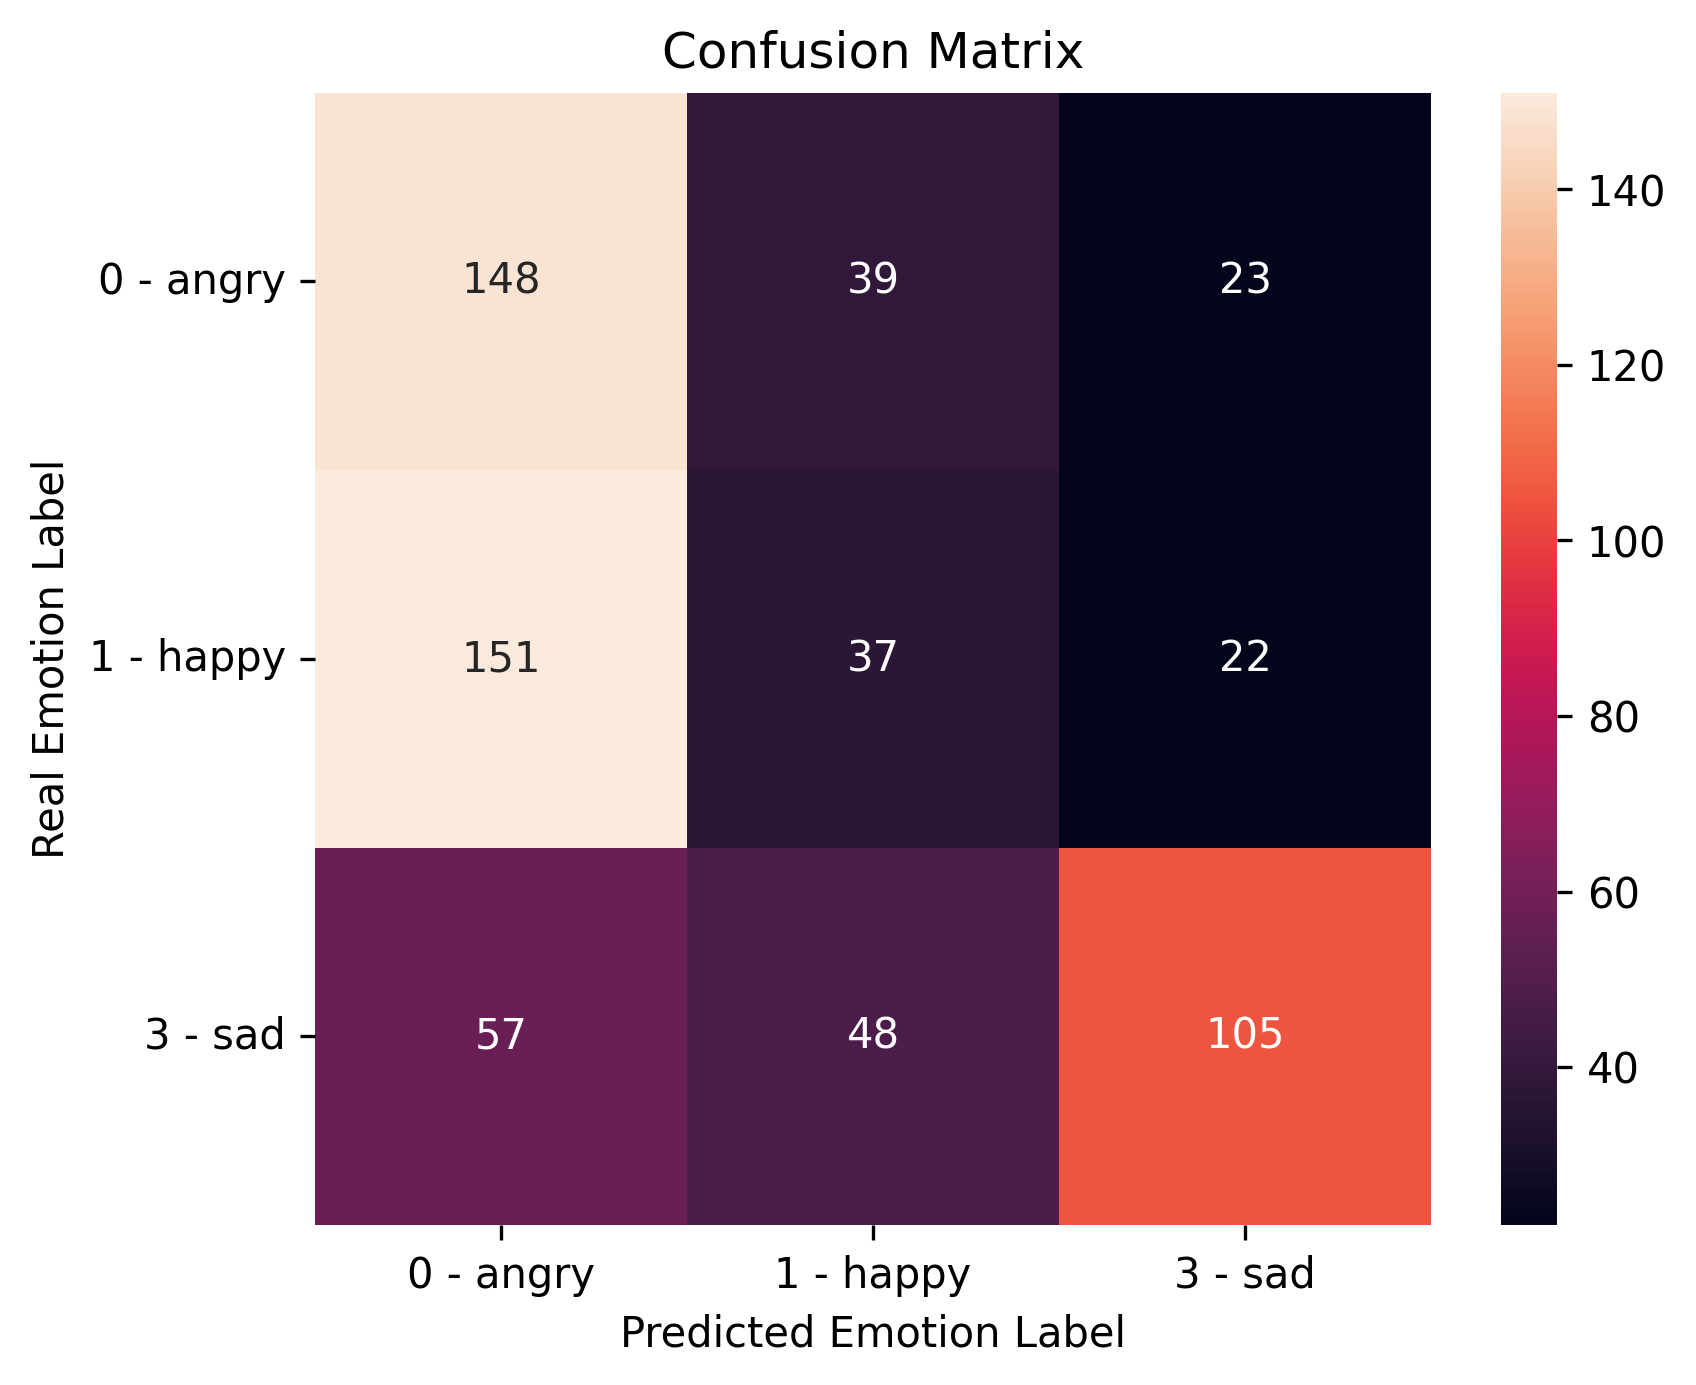 Confusion Matrix
Real Emotion Label
0 - angry
148
39
23
1 - happy
151
37
22
3 - sad
57
48
105
0 - angry
1 - happy
3 - sad
Predicted Emotion Label
140
120
100
80
60
40